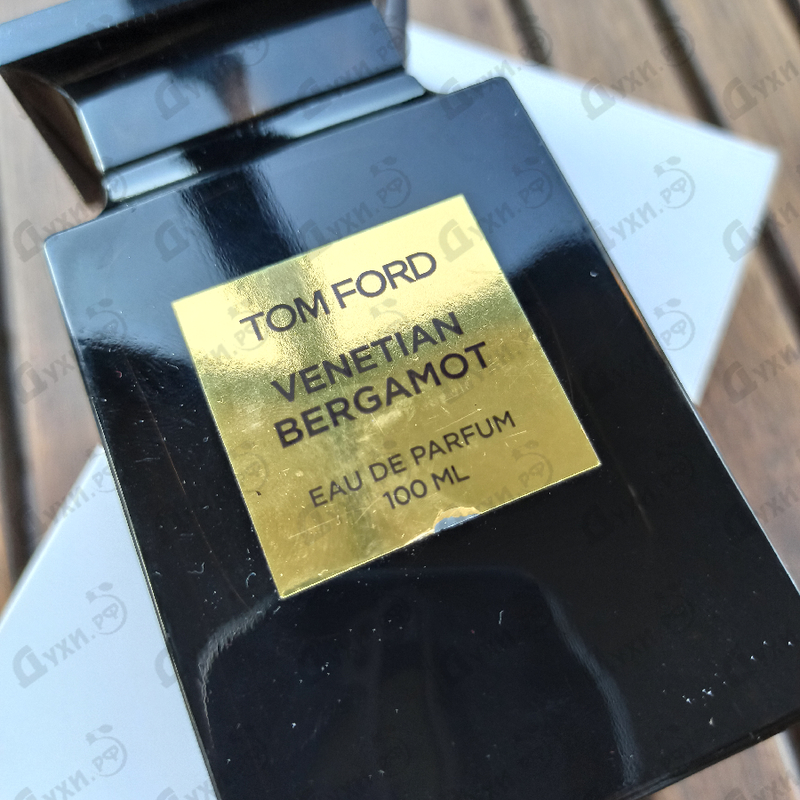 TOM FORD
VENETIAN
BERGAMOT
EAU DE PARFUM
100 ML
Духи.РФ